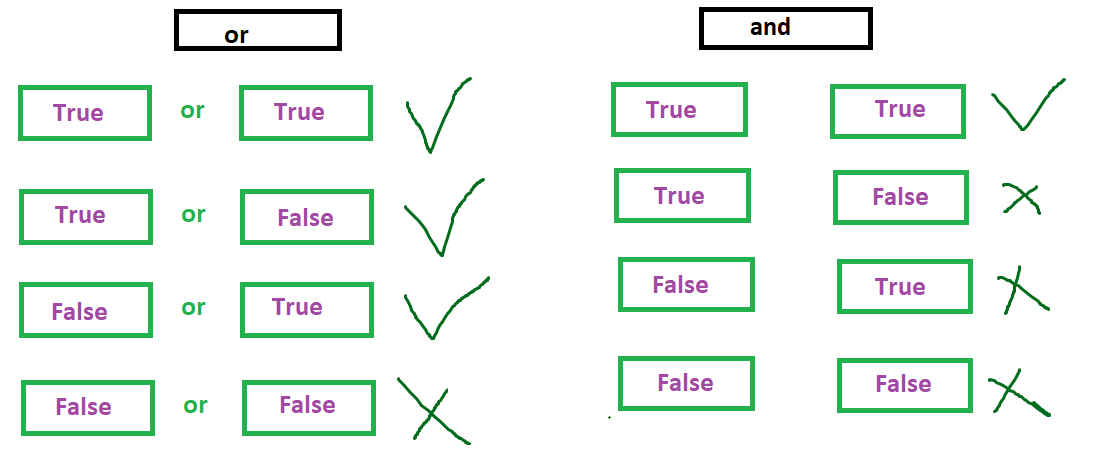 or
True or True
True or False
False or True
False or False
and
True True
True False
False True
False False